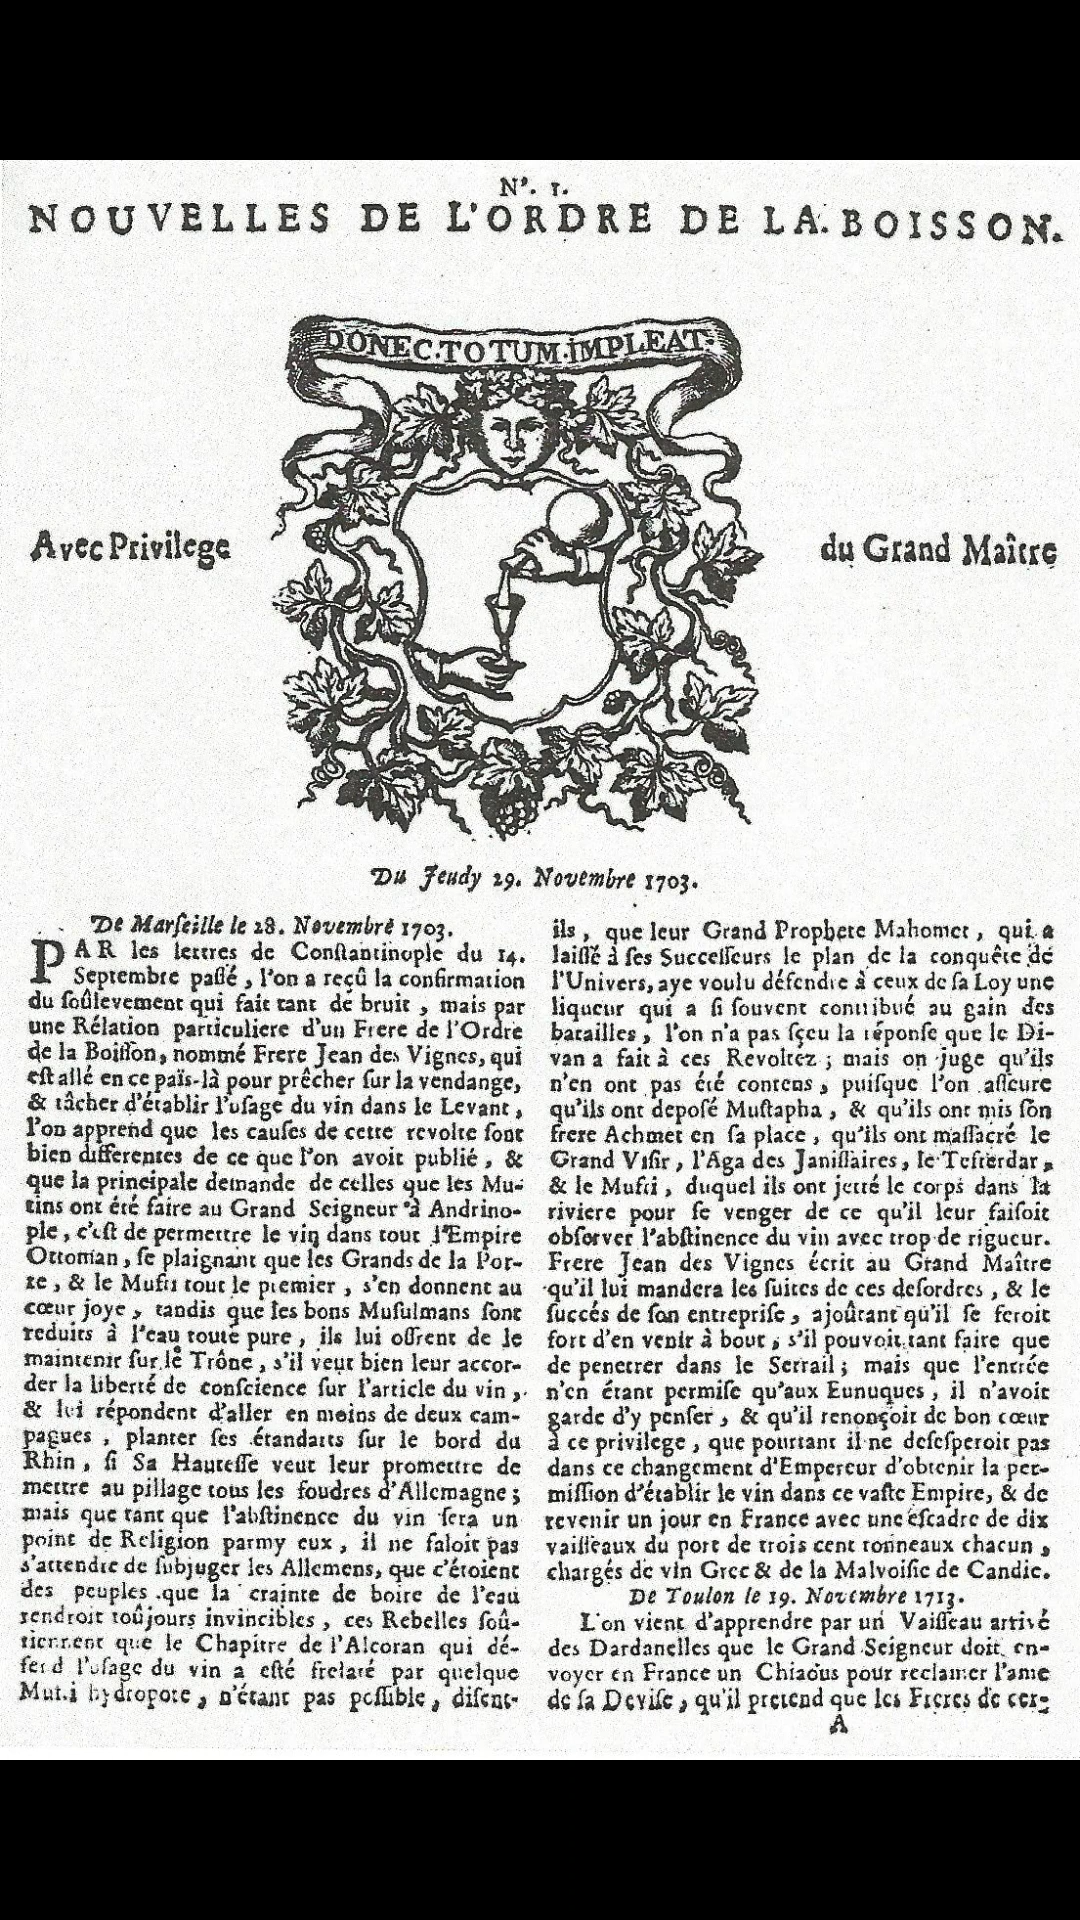 Nº. 1.
NOUVELLES DE L'ORDRE DE LA. BOISSON.
DONEC·TOTUM·IMPLEAT·
Avec Privilege
du Grand Maître
Du Jeudy 29. Novembre 1703.
De Marſeille le 28. Novembre 1703.
PAR les lettres de Conſtantinople du 14.
Septembre paſſé, l'on a reçû la confirmation
du ſoûlevement qui fait tant de bruit, mais par
une Rélation particuliere d'un Frere de l'Ordre
de la Boiſſon, nommé Frere Jean des Vignes, qui
eſt allé en ce païs-là pour prêcher ſur la vendange,
& tâcher d'établir l'uſage du vin dans le Levant,
l'on apprend que les cauſes de cette revolte ſont
bien differentes de ce que l'on avoit publié, &
que la principale demande de celles que les Mu-
tins ont été faire au Grand Seigneur à Andrino-
ple, c'eſt de permettre le vin dans tout l'Empire
Ottoman, ſe plaignant que les Grands de la Por-
te, & le Mufti tout le premier, s'en donnent au
cœur joye, tandis que les bons Muſulmans ſont
reduits à l'eau toute pure, ils lui offrent de le
maintenir ſur le Trône, s'il veut bien leur accor-
der la liberté de conſcience ſur l'article du vin,
& lui répondent d'aller en moins de deux cam-
pagues, planter ſes étandarts ſur le bord du
Rhin, ſi Sa Hauteſſe veut leur promettre de
mettre au pillage tous les foudres d'Allemagne;
mais que tant que l'abſtinence du vin ſera un
point de Religion parmy eux, il ne faloit pas
s'attendre de ſubjuger les Allemens, que c'étoient
des peuples que la crainte de boire de l'eau
rendroit toûjours invincibles, ces Rebelles ſoû-
tiennent que le Chapitre de l'Alcoran qui dé-
fend l'uſage du vin a eſté frelaté par quelque
Mufti hydropote, n'étant pas poſſible, diſent-
ils, que leur Grand Prophete Mahomet, qui a
laiſſé à ſes Succeſſeurs le plan de la conquête de
l'Univers, aye voulu défendre à ceux de ſa Loy une
liqueur qui a ſi ſouvent contribué au gain des
batailles, l'on n'a pas ſçeu la réponſe que le Di-
van a fait à ces Revoltez; mais on juge qu'ils
n'en ont pas été contens, puiſque l'on aſſeure
qu'ils ont depoſé Muſtapha, & qu'ils ont mis ſon
frere Achmet en ſa place, qu'ils ont maſſacré le
Grand Viſir, l'Aga des Janiſſaires, le Tefterdar,
& le Mufti, duquel ils ont jetté le corps dans la
riviere pour ſe venger de ce qu'il leur faiſoit
obſerver l'abſtinence du vin avec trop de rigueur.
Frere Jean des Vignes écrit au Grand Maître
qu'il lui mandera les ſuites de ces deſordres, & le
ſuccés de ſon entrepriſe, ajoûtant qu'il ſe feroit
fort d'en venir à bout, s'il pouvoit tant faire que
de penetrer dans le Serrail; mais que l'entrée
n'en étant permiſe qu'aux Eunuques, il n'avoit
garde d'y penſer, & qu'il renonçoit de bon cœur
à ce privilege, que pourtant il ne deſeſperoit pas
dans ce changement d'Empereur d'obtenir la per-
miſſion d'établir le vin dans ce vaſte Empire, & de
revenir un jour en France avec une eſcadre de dix
vaiſſeaux du port de trois cent tonneaux chacun,
chargés de vin Grec & de la Malvoiſie de Candie.
De Toulon le 19. Novembre 1713.
L'on vient d'apprendre par un Vaiſſeau arrivé
des Dardanelles que le Grand Seigneur doit en-
voyer en France un Chiaous pour reclamer l'ame
de ſa Deviſe, qu'il pretend que les Freres de cer-
A